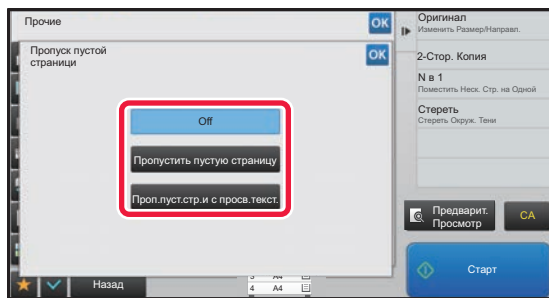 Прочие
OK
Пропуск пустой
страници
OK
Off
Пропустить пустую страницу
Проп.пуст.стр.и с просв.текст.
Назад
3 A4
4 A4
Оригинал
Изменить Размер/Направл.
2-Стор. Копия
N в 1
Поместить Неск. Стр. на Одной
Стереть
Стереть Окруж. Тени
Предварит.
Просмотр
CA
Старт